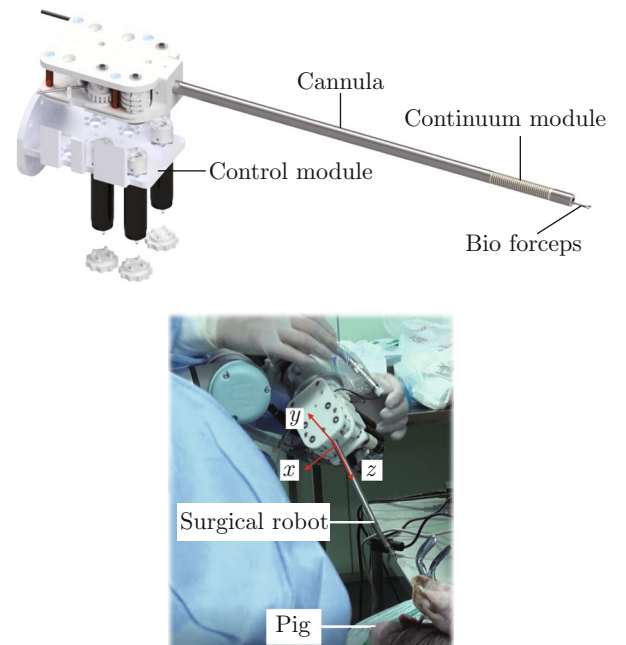 Cannula
Continuum module
Control module
Bio forceps
y
x
z
Surgical robot
Pig